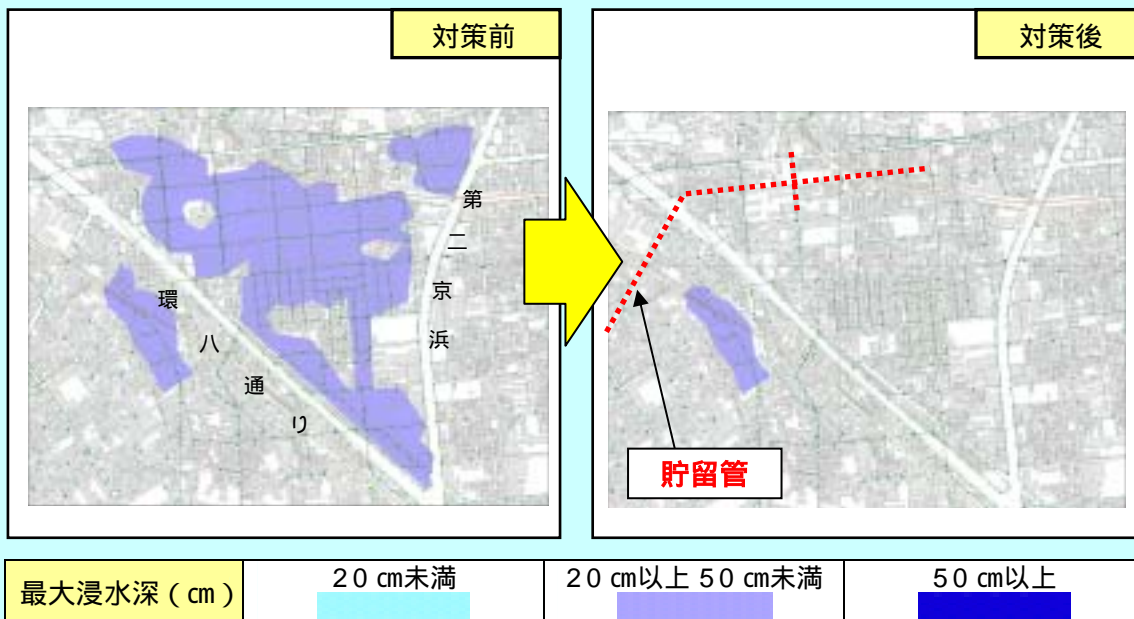 対策前
対策後
第二京浜
環八通り
貯留管
最大浸水深(cm)
20㎝未満
20㎝以上50㎝未満
50㎝以上